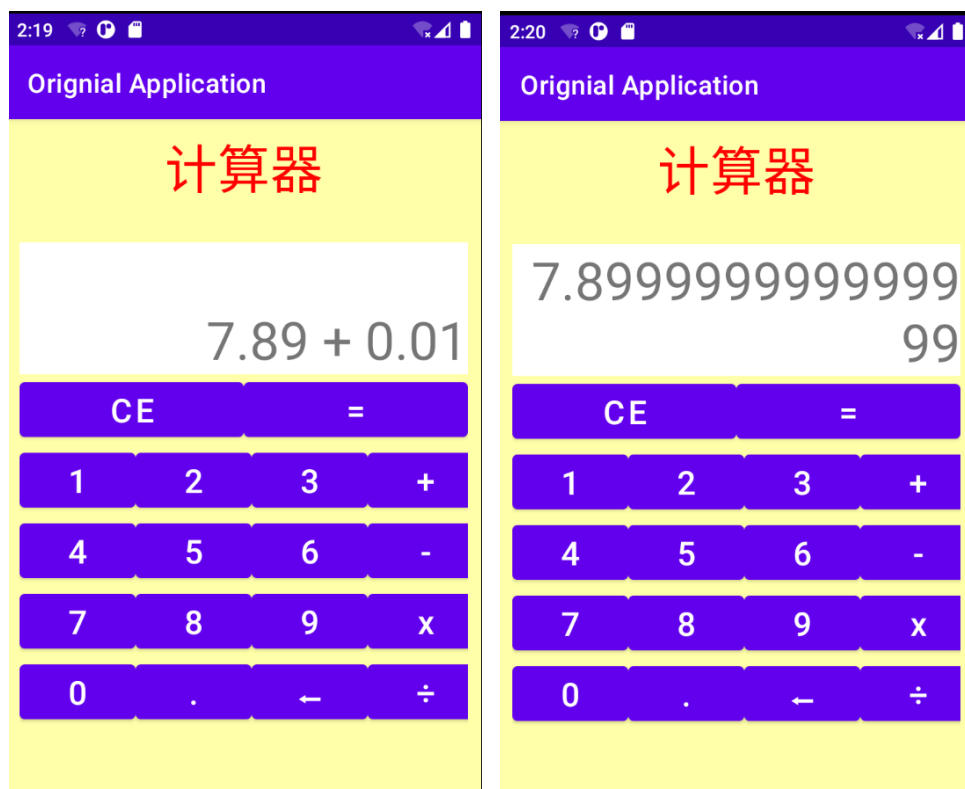 2:19
Orignial Application
计算器
7.89 + 0.01
CE =
1 2 3 +
4 5 6 -
7 8 9 x
0 . ← ÷
2:20
Orignial Application
计算器
7.8999999999999
99
CE =
1 2 3 +
4 5 6 -
7 8 9 x
0 . ← ÷